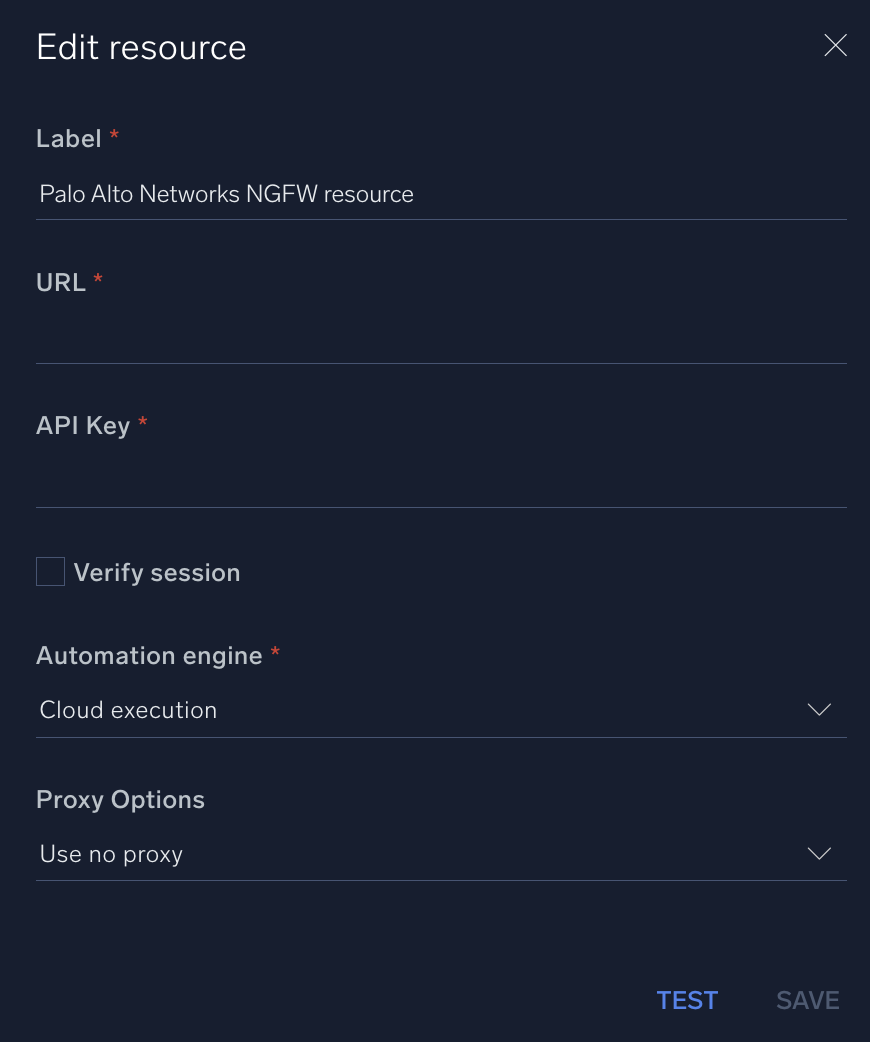 Edit resource
Label *
Palo Alto Networks NGFW resource
URL *
API Key *
Verify session
Automation engine *
Cloud execution
Proxy Options
Use no proxy
TEST SAVE